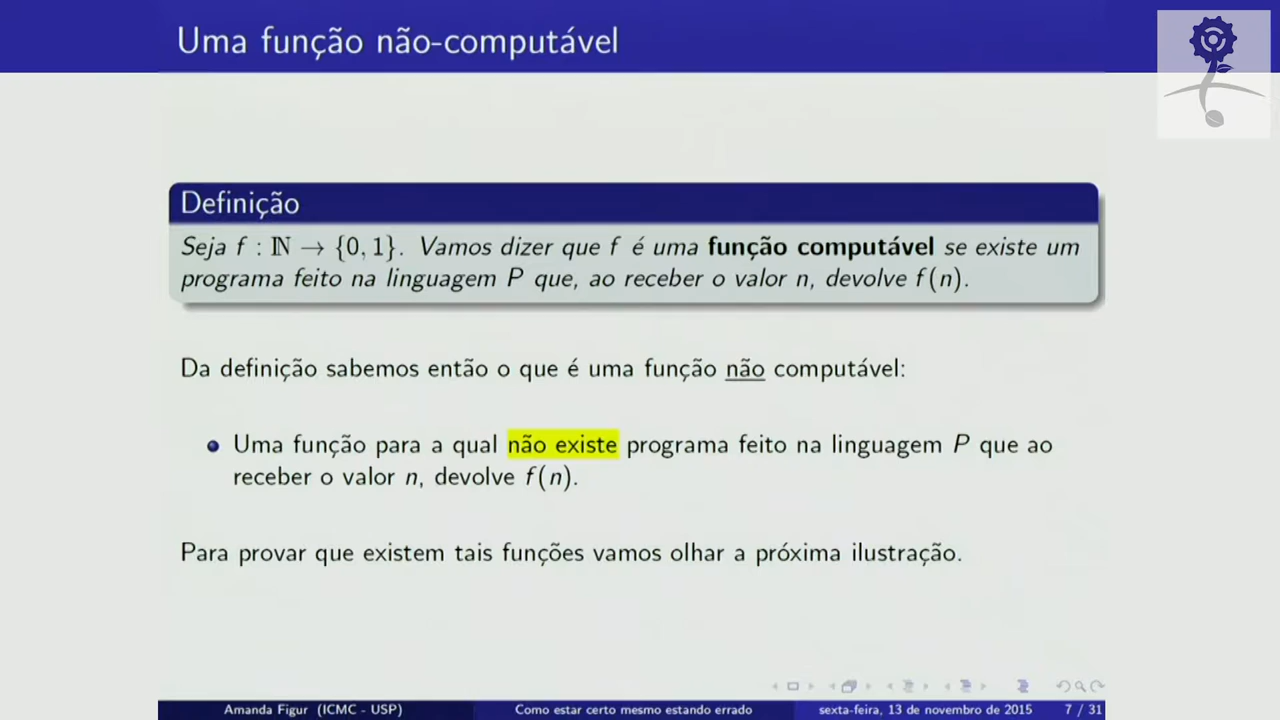 Uma função não-computável
Definição
Seja f : ℕ → {0, 1}. Vamos dizer que f é uma função computável se existe um
programa feito na linguagem P que, ao receber o valor n, devolve f(n).
Da definição sabemos então o que é uma função não computável:
Uma função para a qual não existe programa feito na linguagem P que ao
receber o valor n, devolve f(n).
Para provar que existem tais funções vamos olhar a próxima ilustração.
Amanda Figur (ICMC - USP) Como estar certo mesmo estando errado sexta-feira, 13 de novembro de 2015 7 / 31